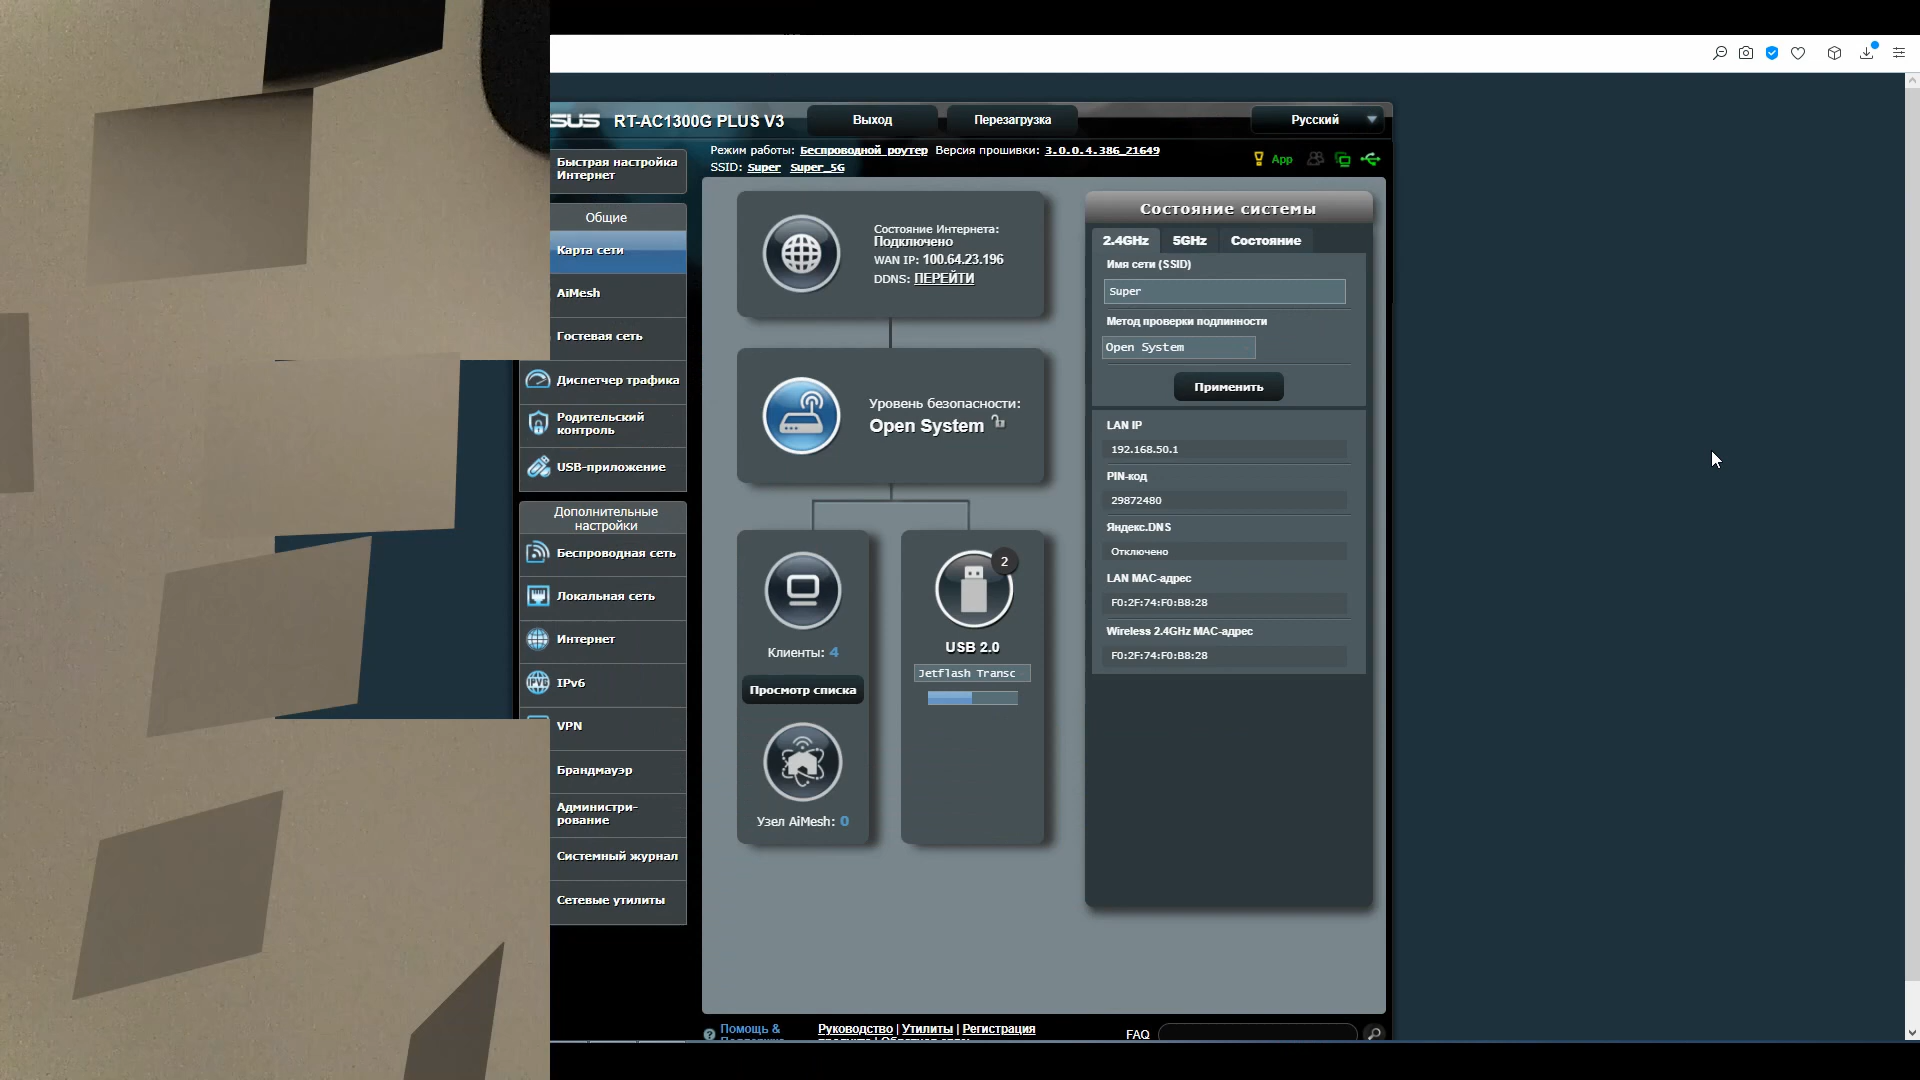 SUS RT-AC1300G PLUS V3
Выход
Перезагрузка
Русский
Режим работы: Беспроводной роутер Версия прошивки: 3.0.0.4.386_21649
SSID: Super Super_5G
App
Быстрая настройка
Интернет
Общие
Карта сети
AiMesh
Гостевая сеть
Диспетчер трафика
Родительский
контроль
USB-приложение
Дополнительные
настройки
Беспроводная сеть
Локальная сеть
Интернет
IPv6
VPN
Брандмауэр
Администри-
рование
Системный журнал
Сетевые утилиты
Состояние Интернета:
Подключено
WAN IP: 100.64.23.196
DDNS: ПЕРЕЙТИ
Уровень безопасности:
Open System
Клиенты: 4
Просмотр списка
Узел AiMesh: 0
2
USB 2.0
Jetflash Transc
Состояние системы
2.4GHz 5GHz Состояние
Имя сети (SSID)
Super
Метод проверки подлинности
Open System
Применить
LAN IP
192.168.50.1
PIN-код
29872480
Яндекс.DNS
Отключено
LAN MAC-адрес
F0:2F:74:F0:B8:28
Wireless 2.4GHz MAC-адрес
F0:2F:74:F0:B8:28
Помощь &
Руководство | Утилиты | Регистрация
FAQ